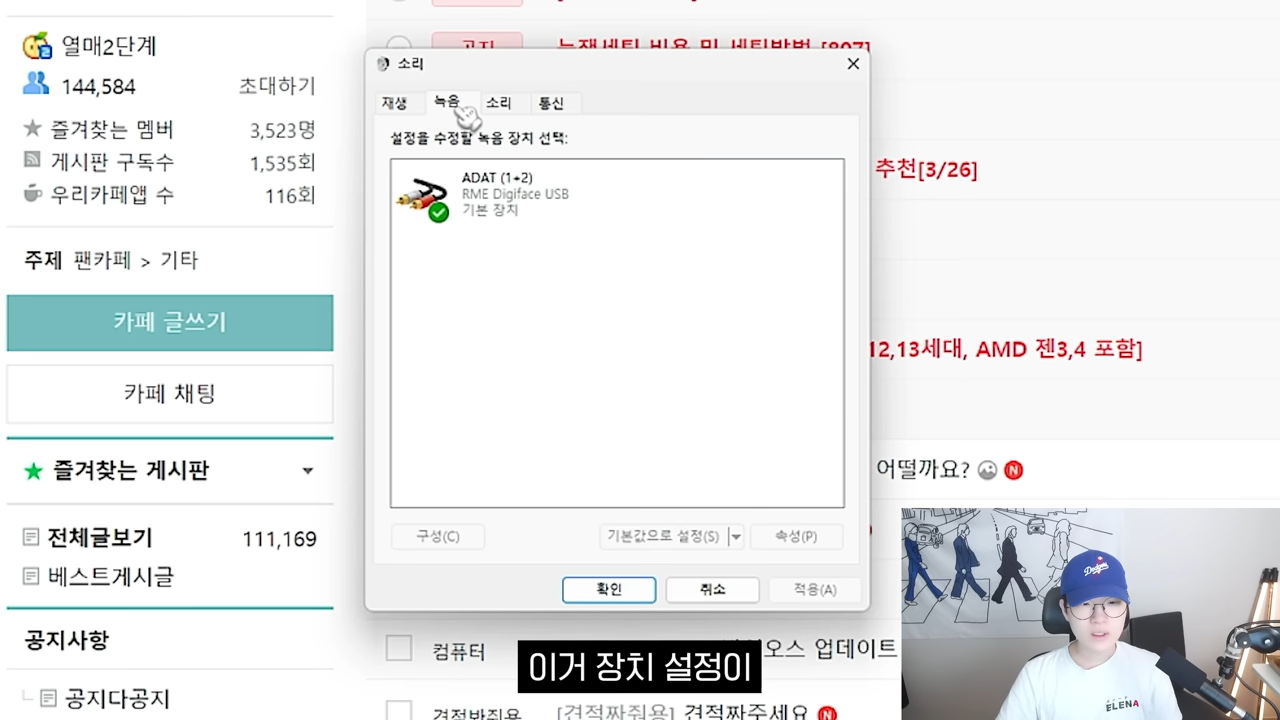 열매2단계
144,584 초대하기
즐겨찾는 멤버 3,523명
게시판 구독수 1,535회
우리카페앱 수 116회
주제 팬카페 > 기타
카페 글쓰기
카페 채팅
즐겨찾는 게시판
전체글보기 111,169
베스트게시글
공지사항
공지다공지
소리
재생 녹음 소리 통신
설정을 수정할 녹음 장치 선택:
ADAT (1+2)
RME Digiface USB
기본 장치
구성(C) 기본값으로 설정(S) 속성(P)
확인 취소 적용(A)
추천[3/26]
12,13세대, AMD 젠3,4 포함]
어떨까요? N
컴퓨터 오스 업데이트
견적봐줘용 [견적짜줘용] 견적짜주세요 N
이거 장치 설정이
Dodgers
ELENA